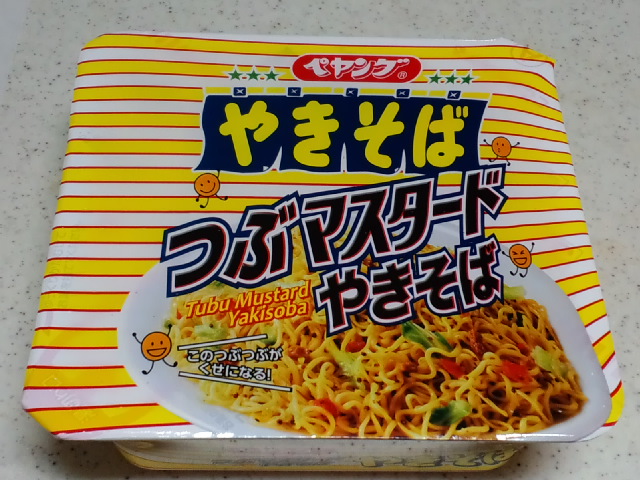 ペヤング®
やきそば
つぶマスタード
やきそば
Tubu Mustard
Yakisoba
このつぶつぶが
くせになる!